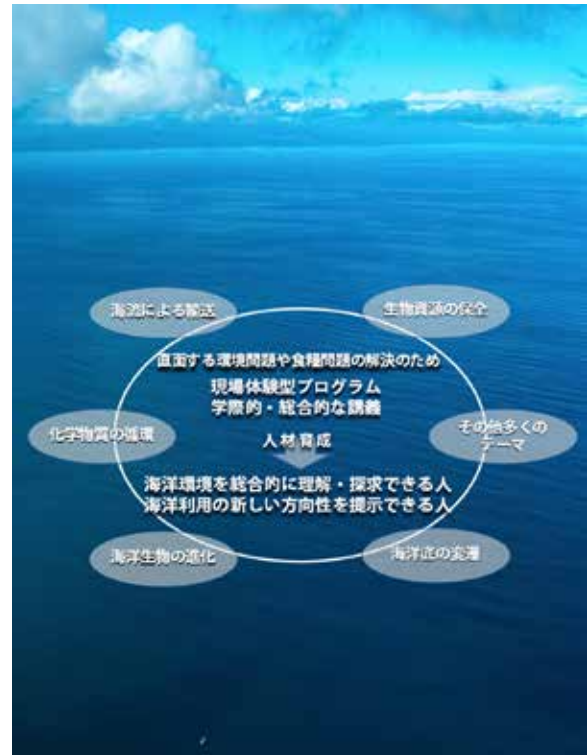 海流による輸送
生物資源の保全
直面する環境問題や食糧問題の解決のため
現場体験型プログラム
学際的・総合的な講義
化学物質の循環
人材育成
その他多くの
テーマ
海洋環境を総合的に理解・探求できる人
海洋利用の新しい方向性を提示できる人
海洋生物の進化
海洋底の変遷